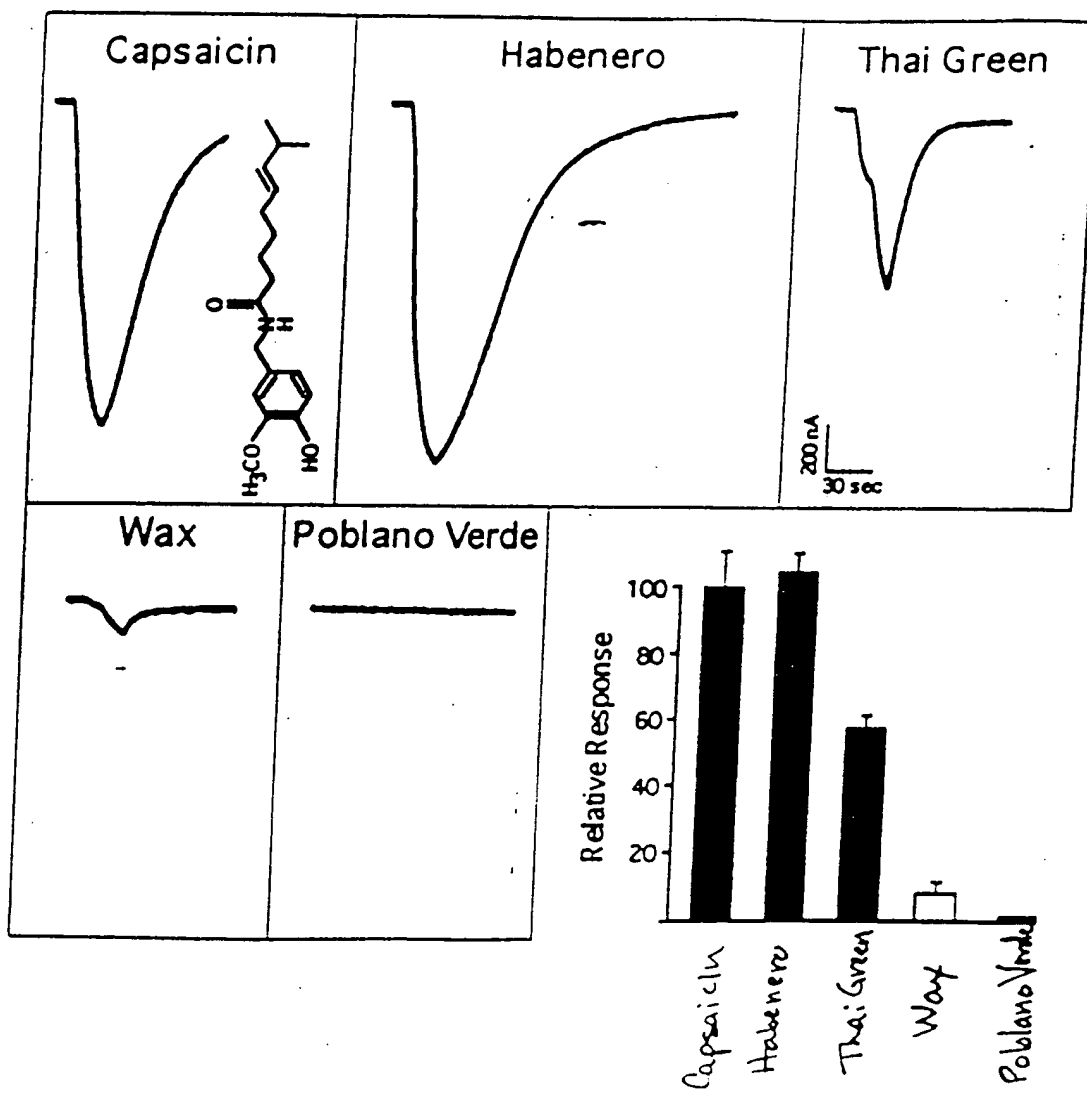 Capsaicin
Habenero
Thai Green
O
N
H
H₃CO
HO
200 nA
30 sec
Wax
Poblano Verde
Relative Response
100
80
60
40
20
Capsaicin
Habenero
Thai Green
Wax
Poblano Verde